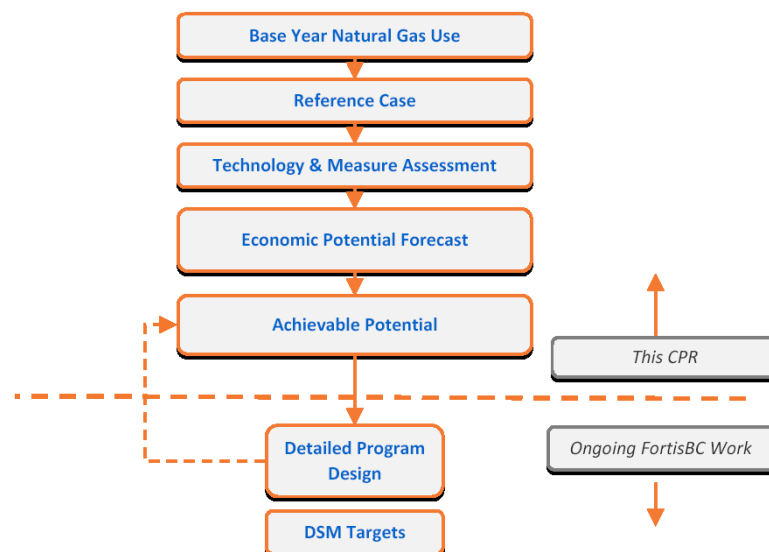 Base Year Natural Gas Use
Reference Case
Technology & Measure Assessment
Economic Potential Forecast
Achievable Potential
This CPR
Detailed Program
Design
Ongoing FortisBC Work
DSM Targets